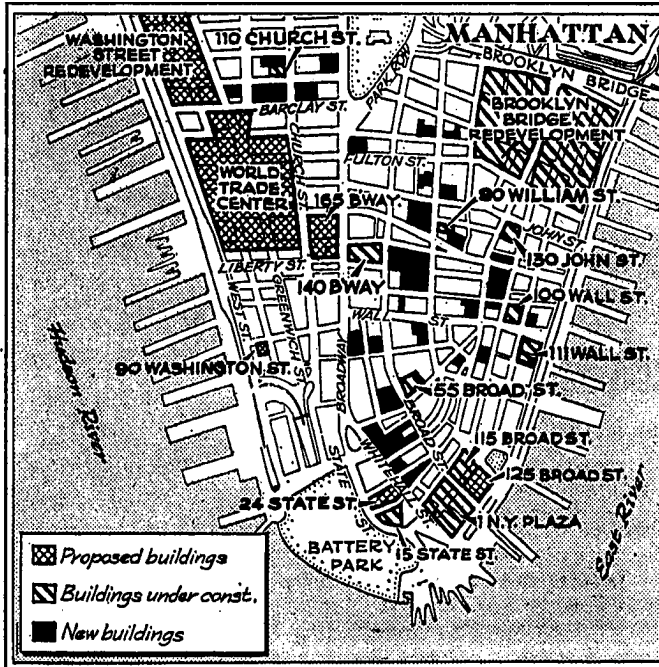 MANHATTAN
WASHINGTON
STREET
REDEVELOPMENT
110 CHURCH ST.
PARK ROW
BROOKLYN BRIDGE
BARCLAY ST.
BROOKLYN
BRIDGE
REDEVELOPMENT
CHURCH ST.
FULTON ST.
WORLD
TRADE
CENTER
165 BWAY.
90 WILLIAM ST.
JOHN ST.
130 JOHN ST.
LIBERTY ST.
140 BWAY
100 WALL ST.
WEST ST.
GREENWICH ST.
WALL ST.
111 WALL ST.
Hudson River
90 WASHINGTON ST.
BROADWAY
55 BROAD ST.
BROAD ST.
115 BROAD ST.
WHITEHALL ST.
125 BROAD ST.
STATE ST.
24 STATE ST.
1 N.Y. PLAZA
East River
15 STATE ST.
BATTERY
PARK
Proposed buildings
Buildings under const.
New buildings